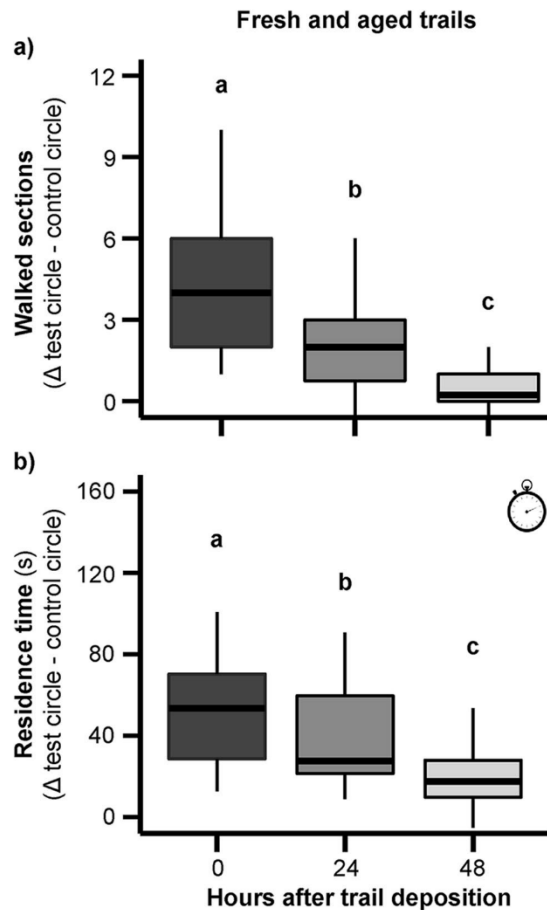 Fresh and aged trails
a)
Walked sections
(Δ test circle - control circle)
12
9
6
3
0
a
b
c
b)
Residence time (s)
(Δ test circle - control circle)
160
120
80
40
0
a
b
c
0 24 48
Hours after trail deposition